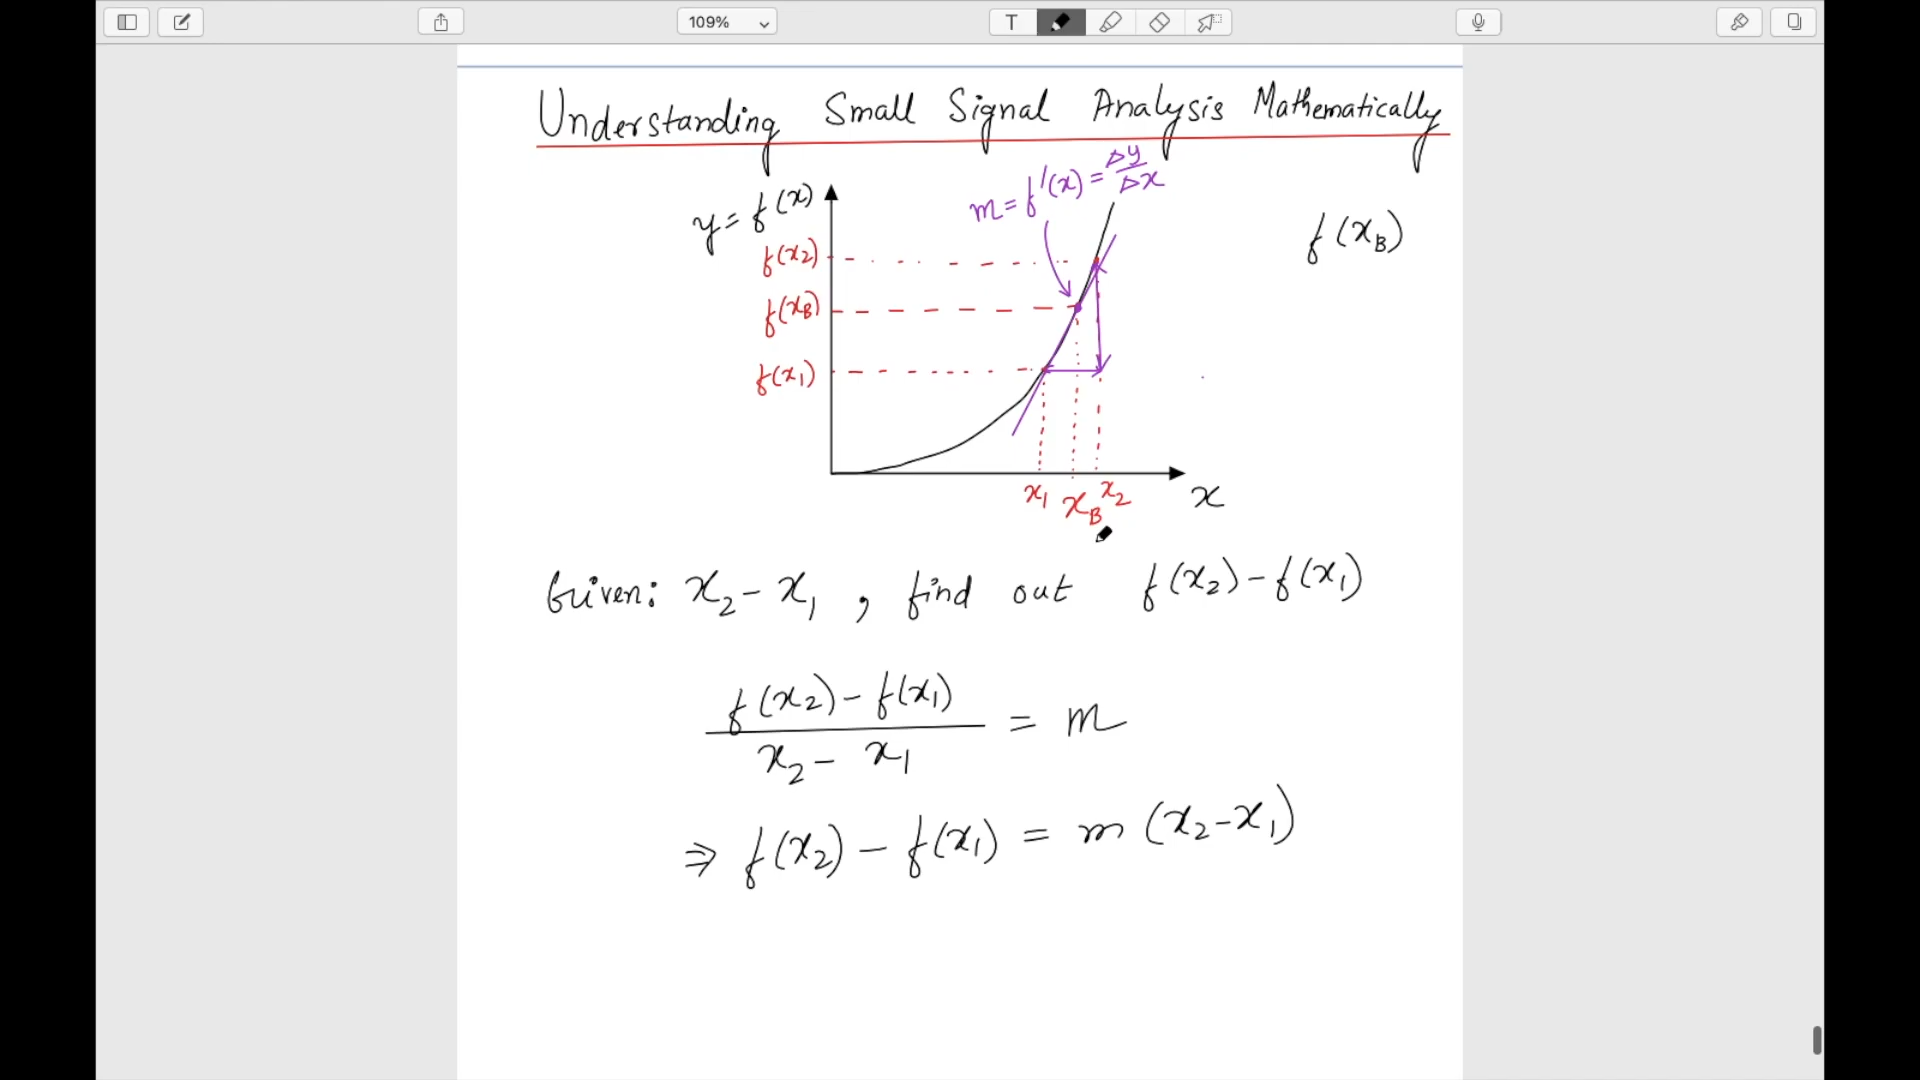 109%
T
Understanding Small Signal Analysis Mathematically
m = f'(x) = Δy/Δx
y = f(x)
f(x_B)
f(x2)
f(x_B)
f(x1)
x1 x_B x2
x
Given: x2 - x1 , find out f(x2) - f(x1)
f(x2) - f(x1)
x2 - x1
= m
⇒ f(x2) - f(x1) = m (x2 - x1)